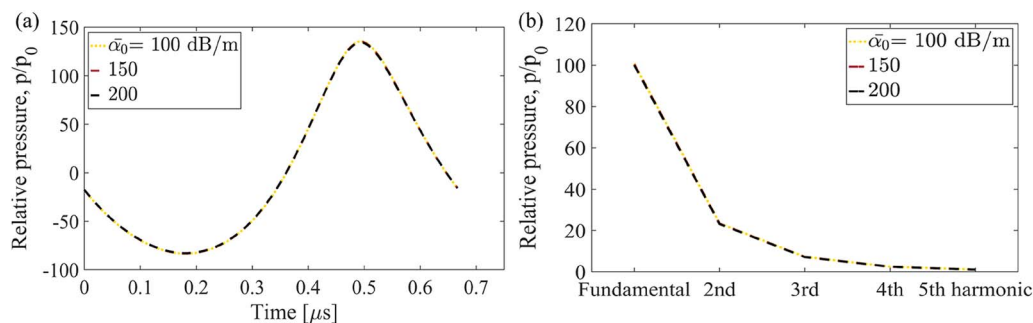 (a)
150
100
50
0
-50
-100
Relative pressure, p/p0
ᾱ0= 100 dB/m
150
200
0 0.1 0.2 0.3 0.4 0.5 0.6 0.7
Time [μs]
(b)
120
100
80
60
40
20
0
Relative pressure, p/p0
ᾱ0= 100 dB/m
150
200
Fundamental 2nd 3rd 4th 5th harmonic